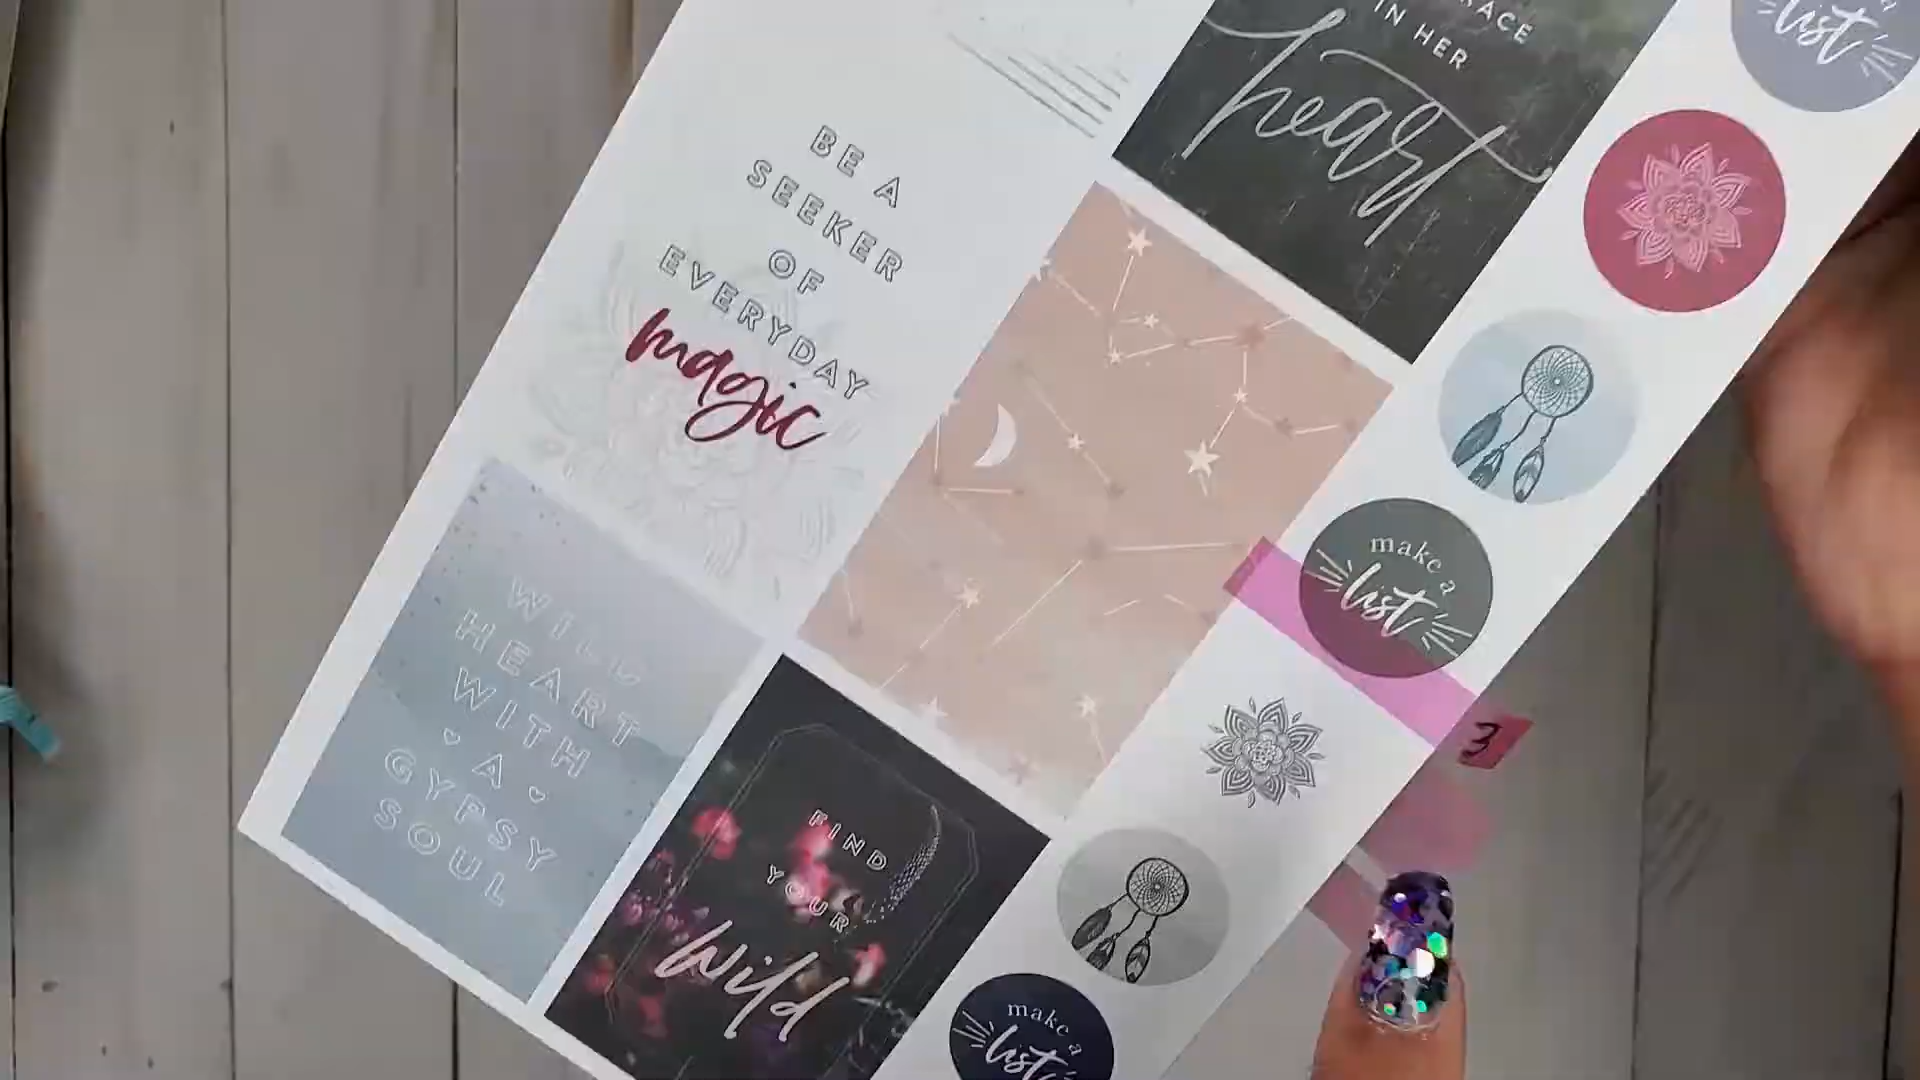 IN HER
heart
list
BE A
SEEKER
OF
EVERYDAY
magic
make a
list
WILD
HEART
WITH
A
GYPSY
SOUL
3
FIND
YOUR
Wild
make a
list